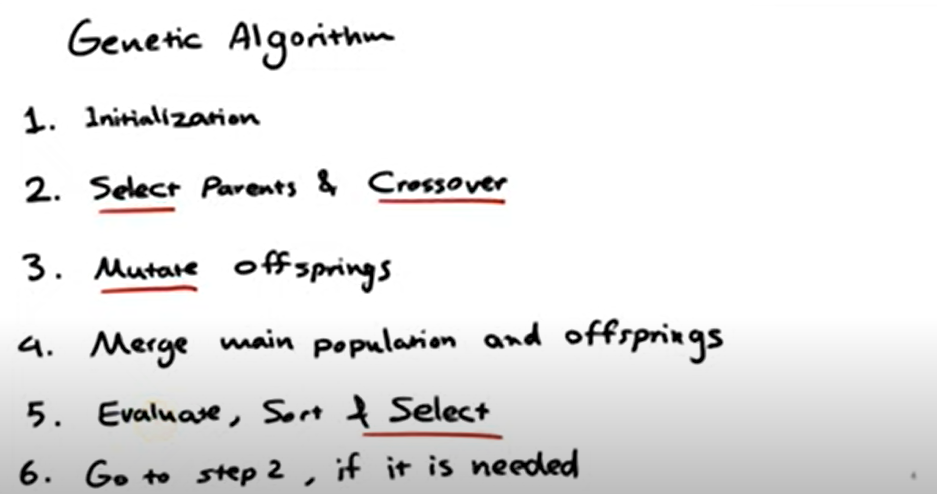 Genetic Algorithm
1. Initialization
2. Select Parents & Crossover
3. Mutate offsprings
4. Merge main population and offsprings
5. Evaluate, Sort & Select
6. Go to step 2, if it is needed